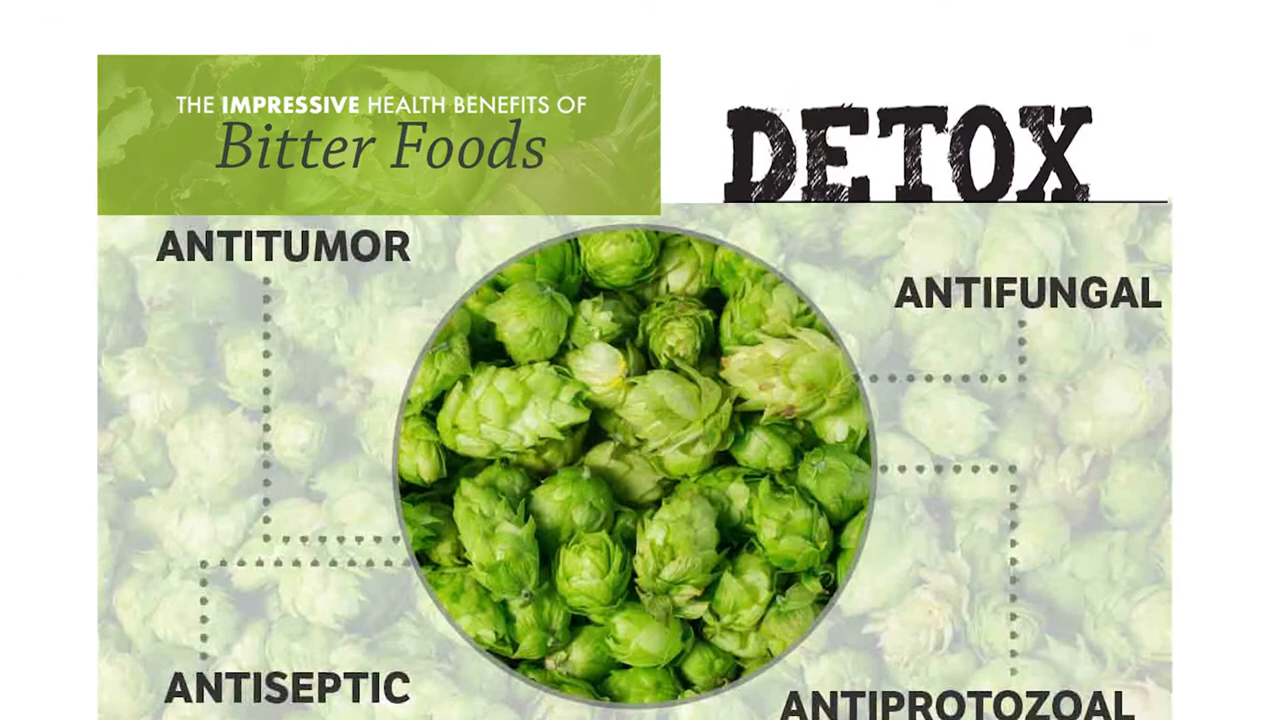 THE IMPRESSIVE HEALTH BENEFITS OF
Bitter Foods
DETOX
ANTITUMOR
ANTIFUNGAL
ANTISEPTIC
ANTIPROTOZOAL